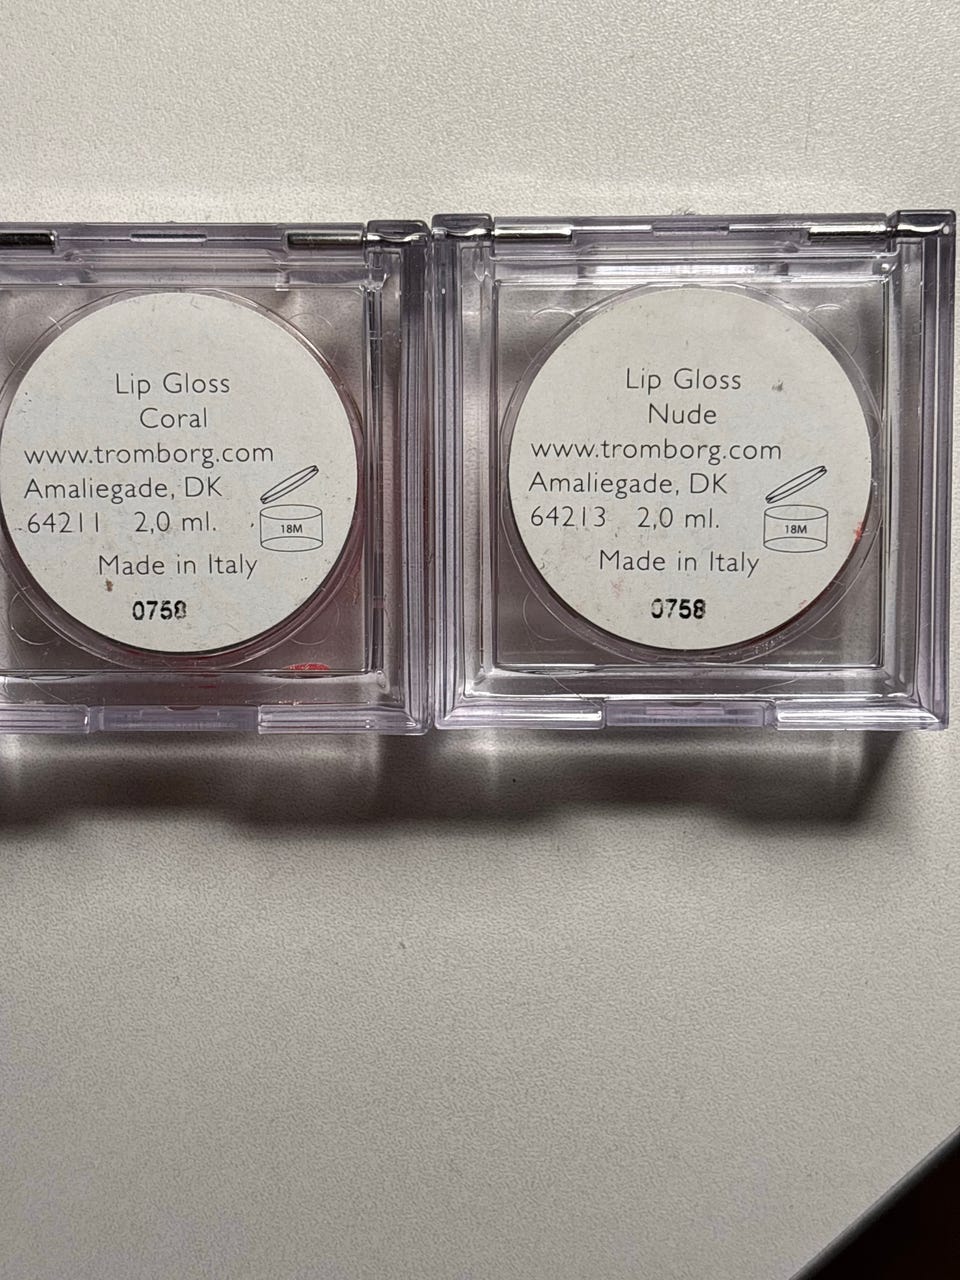 Lip Gloss
Coral
www.tromborg.com
Amaliegade, DK
64211 2,0 ml.
18M
Made in Italy
0758
Lip Gloss
Nude
www.tromborg.com
Amaliegade, DK
64213 2,0 ml.
18M
Made in Italy
0758